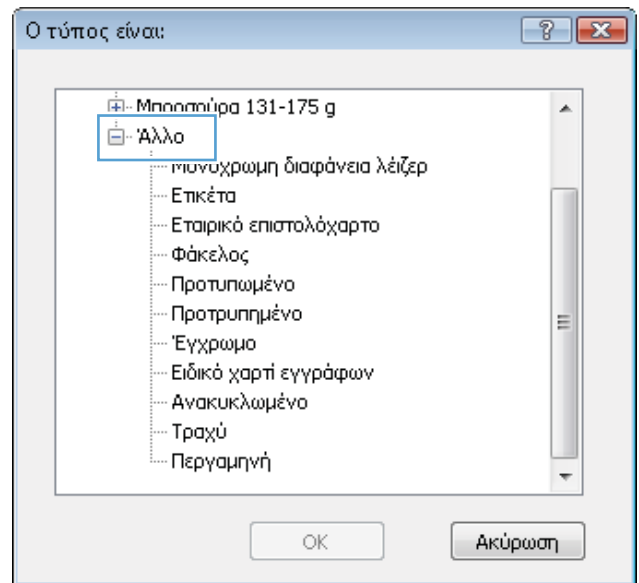 Ο τύπος είναι:
Μπροσούρα 131-175 g
Άλλο
Μονόχρωμη διαφάνεια λέιζερ
Ετικέτα
Εταιρικό επιστολόχαρτο
Φάκελος
Προτυπωμένο
Προτρυπημένο
Έγχρωμο
Ειδικό χαρτί εγγράφων
Ανακυκλωμένο
Τραχύ
Περγαμηνή
OK
Ακύρωση